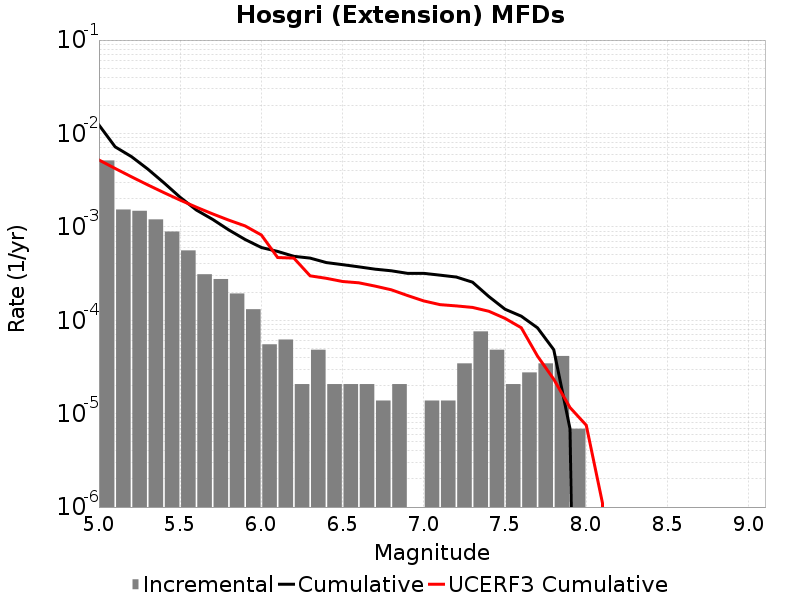 Hosgri (Extension) MFDs
10^-1
10^-2
10^-3
10^-4
10^-5
10^-6
Rate (1/yr)
5.0 5.5 6.0 6.5 7.0 7.5 8.0 8.5 9.0
Magnitude
Incremental Cumulative UCERF3 Cumulative